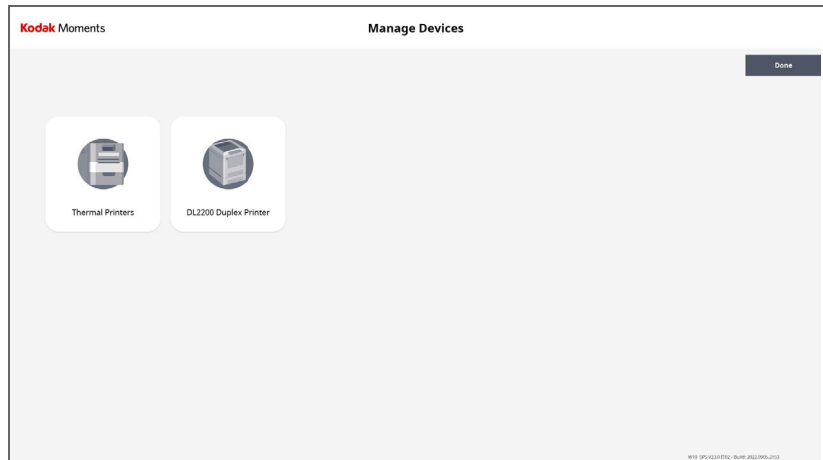 Kodak Moments
Manage Devices
Done
Thermal Printers
DL2200 Duplex Printer